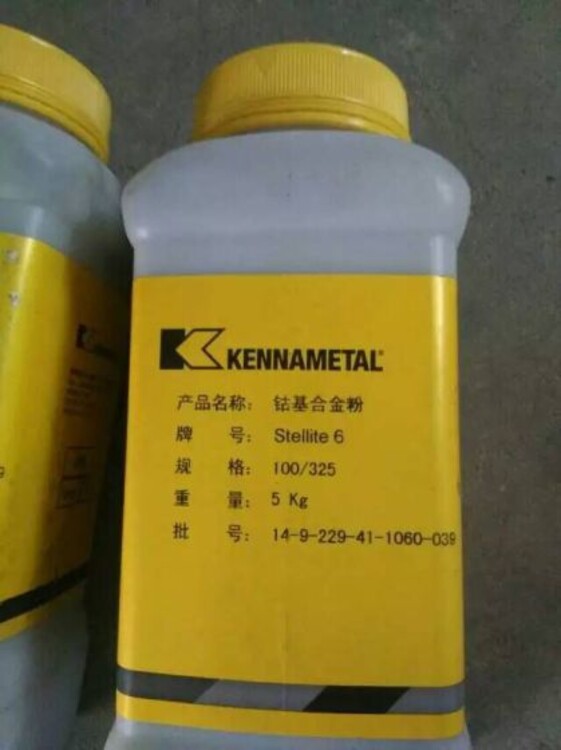 KENNAMETAL®
产品名称： 钴基合金粉
牌 号： Stellite 6
规 格： 100/325
重 量： 5 Kg
批 号： 14-9-229-41-1060-039